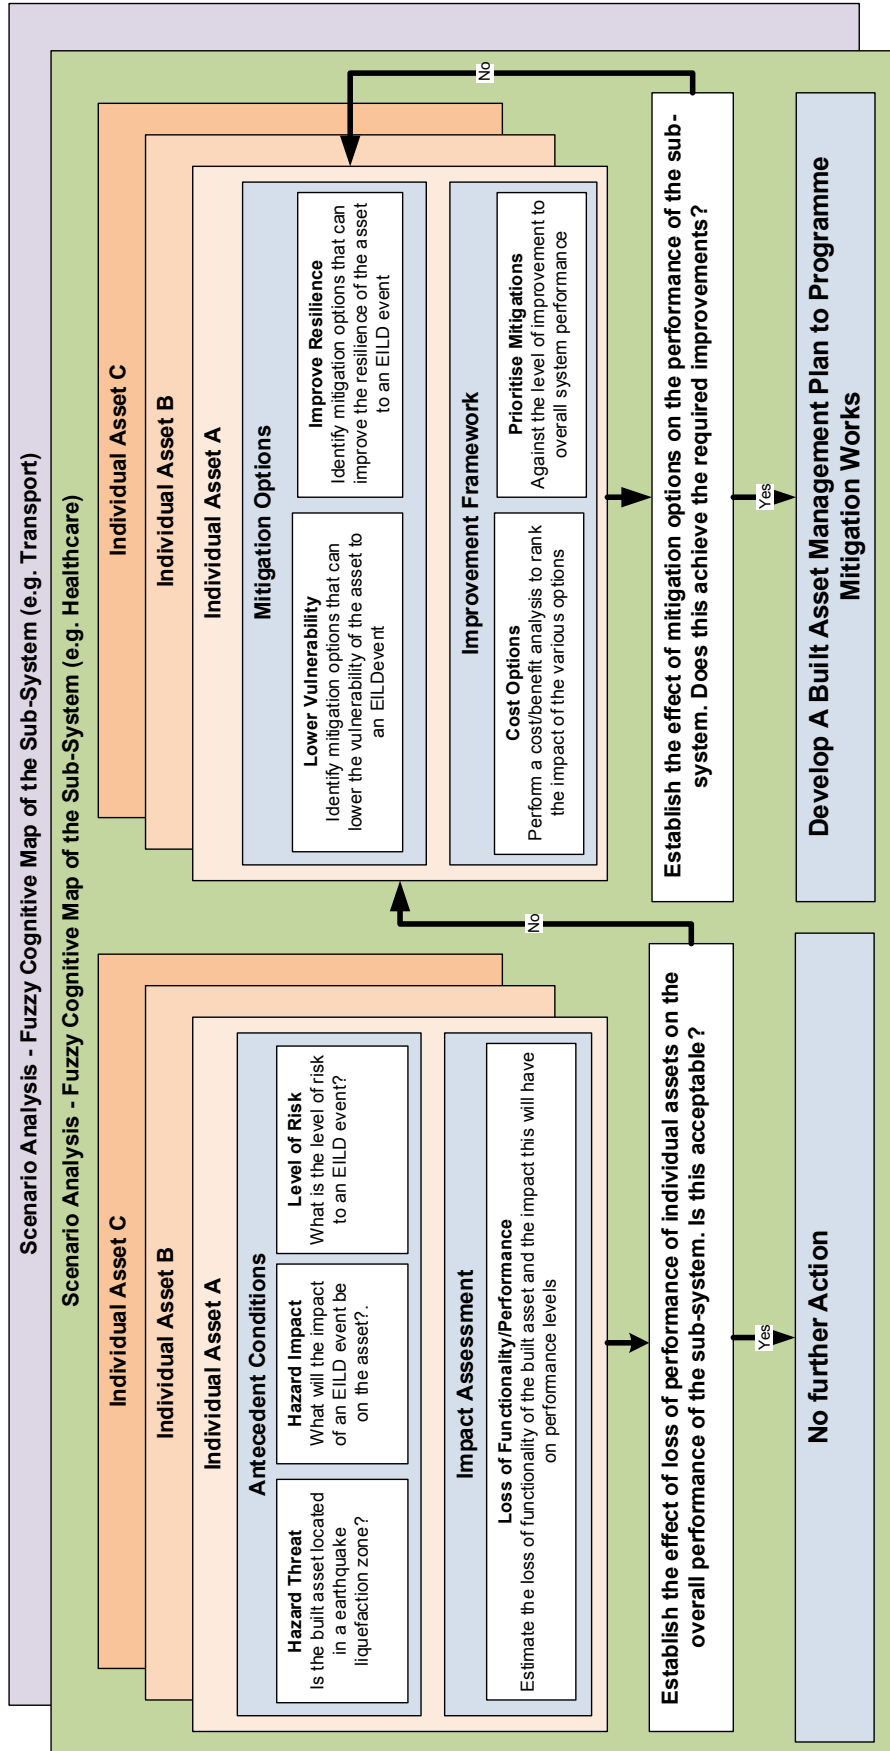 Scenario Analysis - Fuzzy Cognitive Map of the Sub-System (e.g. Transport)
Scenario Analysis - Fuzzy Cognitive Map of the Sub-System (e.g. Healthcare)
Individual Asset C
Individual Asset B
Individual Asset A
Antecedent Conditions
Hazard Threat
Is the built asset located
in a earthquake
liquefaction zone?
Hazard Impact
What will the impact
of an EILD event be
on the asset?.
Level of Risk
What is the level of risk
to an EILD event?
Impact Assessment
Loss of Functionality/Performance
Estimate the loss of functionality of the built asset and the impact this will have
on performance levels
Establish the effect of loss of performance of individual assets on the
overall performance of the sub-system. Is this acceptable?
Yes
No further Action
No
Individual Asset C
Individual Asset B
Individual Asset A
Mitigation Options
Lower Vulnerability
Identify mitigation options that can
lower the vulnerability of the asset to
an EILDevent
Improve Resilience
Identify mitigation options that can
improve the resilience of the asset
to an EILD event
Improvement Framework
Cost Options
Perform a cost/benefit analysis to rank
the impact of the various options
Prioritise Mitigations
Against the level of improvement to
overall system performance
Establish the effect of mitigation options on the performance of the sub-
system. Does this achieve the required improvements?
No
Yes
Develop A Built Asset Management Plan to Programme
Mitigation Works